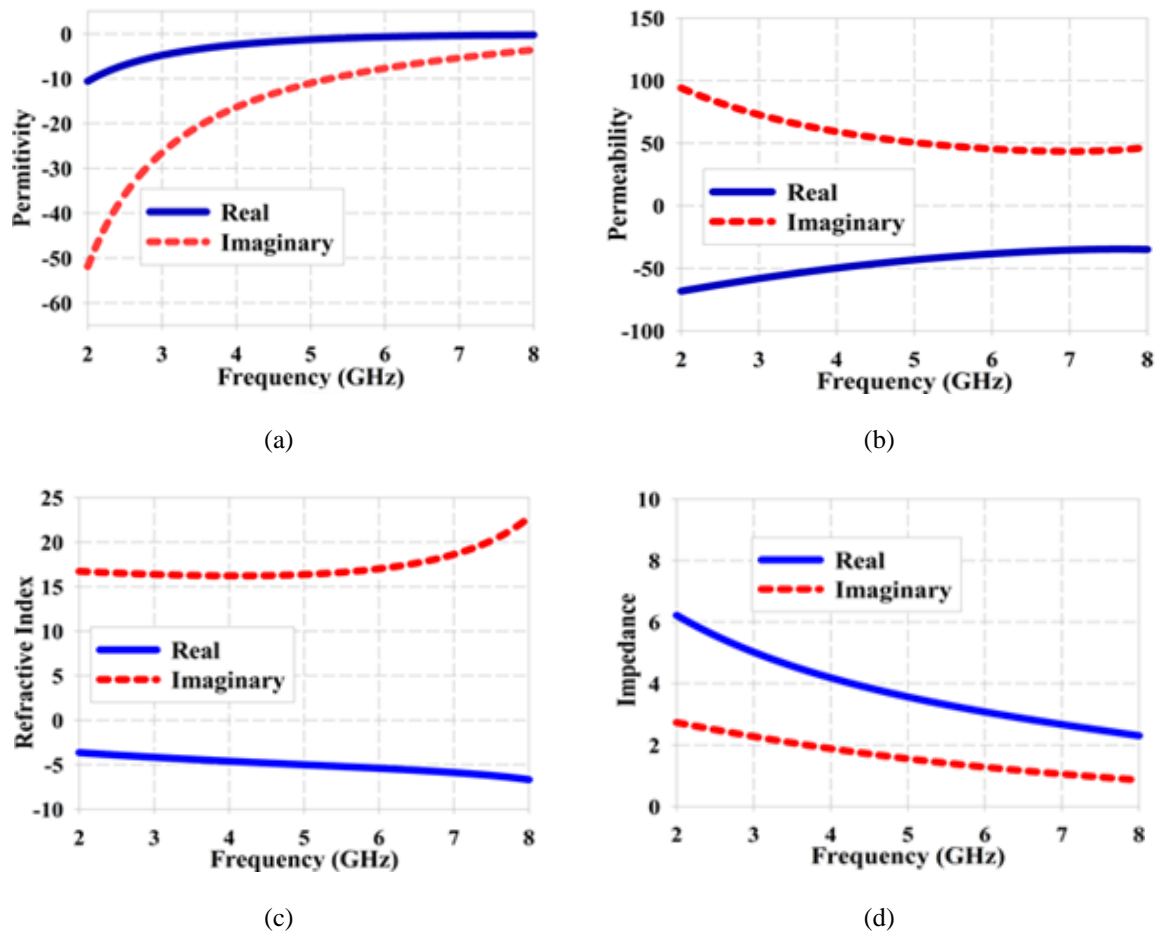 0
-10
-20
-30
-40
-50
-60
Permitivity
Real
Imaginary
2 3 4 5 6 7 8
Frequency (GHz)
(a)
150
100
50
0
-50
-100
Permeability
Real
Imaginary
2 3 4 5 6 7 8
Frequency (GHz)
(b)
25
20
15
10
5
0
-5
-10
Refractive Index
Real
Imaginary
2 3 4 5 6 7 8
Frequency (GHz)
(c)
10
8
6
4
2
0
Impedance
Real
Imaginary
2 3 4 5 6 7 8
Frequency (GHz)
(d)